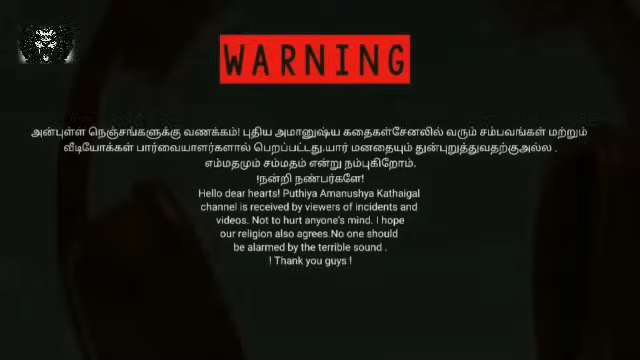 WARNING
அன்புள்ள நெஞ்சங்களுக்கு வணக்கம்! புதிய அமானுஷ்ய கதைகள்சேனலில் வரும் சம்பவங்கள் மற்றும்
வீடியோக்கள் பார்வையாளர்களால் பெறப்பட்டது.யார் மனதையும் துன்புறுத்துவதற்குஅல்ல .
எம்மதமும் சம்மதம் என்று நம்புகிறோம்.
!நன்றி நண்பர்களே!
Hello dear hearts! Puthiya Amanushya Kathaigal
channel is received by viewers of incidents and
videos. Not to hurt anyone's mind. I hope
our religion also agrees.No one should
be alarmed by the terrible sound .
! Thank you guys !